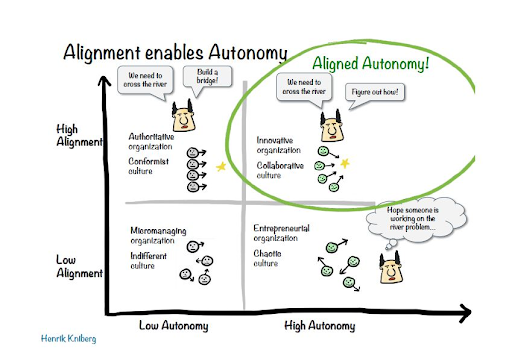 Alignment enables Autonomy
Aligned Autonomy!
We need to
cross the river
Build a
bridge!
We need to
cross the river
Figure out how!
High
Alignment
Authoritative
organization
Conformist
culture
Innovative
organization
Collaborative
culture
Low
Alignment
Micromanaging
organization
Indifferent
culture
Entrepreneurial
organization
Chaotic
culture
Hope someone is
working on the
river problem...
Low Autonomy
High Autonomy
Henrik Kniberg